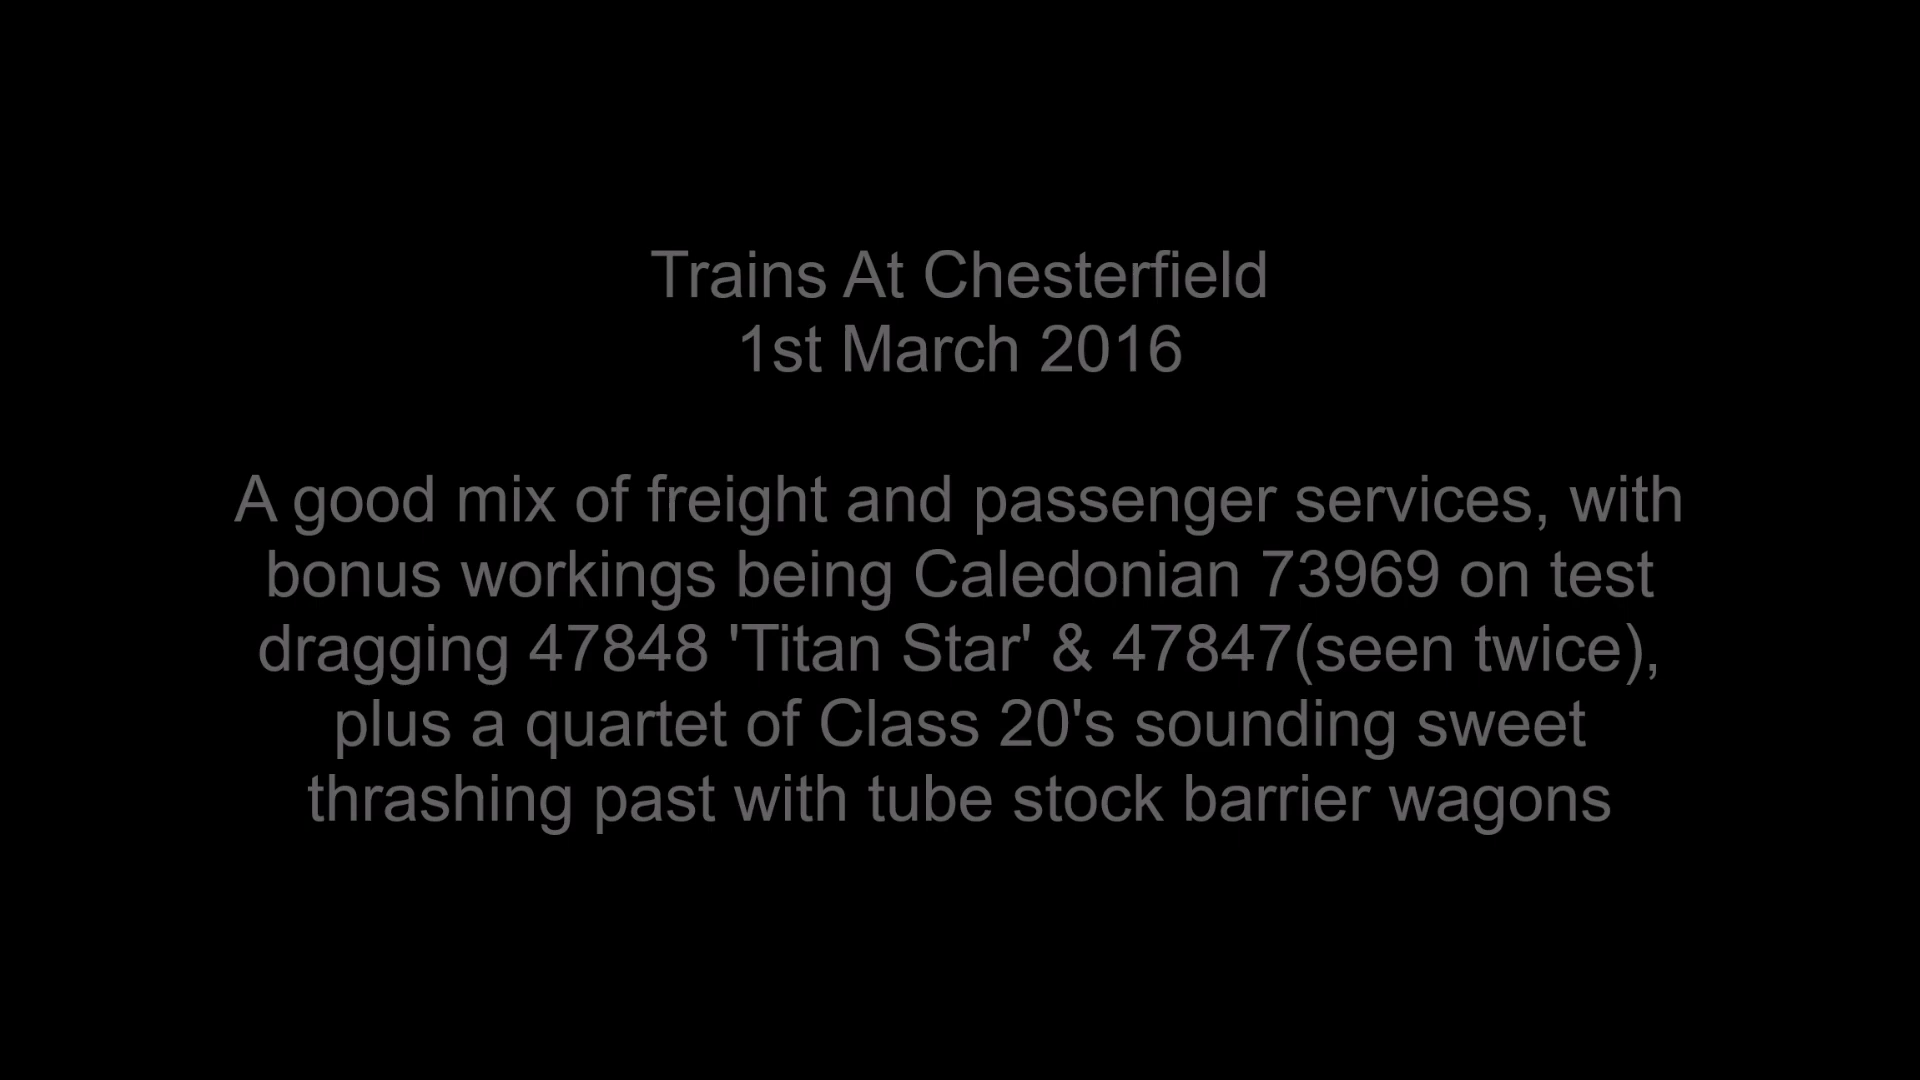 Trains At Chesterfield
1st March 2016
A good mix of freight and passenger services, with
bonus workings being Caledonian 73969 on test
dragging 47848 'Titan Star' & 47847(seen twice),
plus a quartet of Class 20's sounding sweet
thrashing past with tube stock barrier wagons